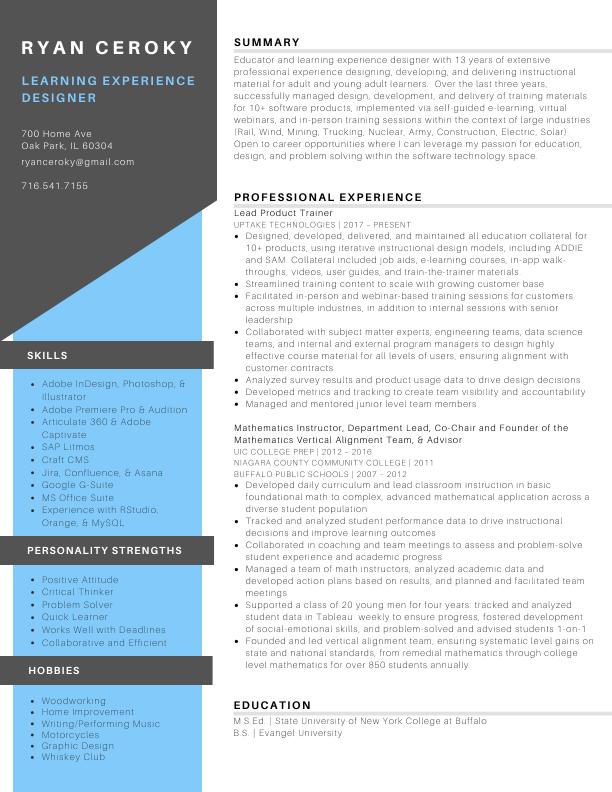 RYAN CEROKY
LEARNING EXPERIENCE
DESIGNER
700 Home Ave
Oak Park, IL 60304
ryanceroky@gmail.com
716.541.7155
SKILLS
Adobe InDesign, Photoshop, &
Illustrator
Adobe Premiere Pro & Audition
Articulate 360 & Adobe
Captivate
SAP Litmos
Craft CMS
Jira, Confluence, & Asana
Google G-Suite
MS Office Suite
Experience with RStudio,
Orange, & MySQL
PERSONALITY STRENGTHS
Positive Attitude
Critical Thinker
Problem Solver
Quick Learner
Works Well with Deadlines
Collaborative and Efficient
HOBBIES
Woodworking
Home Improvement
Writing/Performing Music
Motorcycles
Graphic Design
Whiskey Club
SUMMARY
Educator and learning experience designer with 13 years of extensive
professional experience designing, developing, and delivering instructional
material for adult and young adult learners. Over the last three years,
successfully managed design, development, and delivery of training materials
for 10+ software products, implemented via self-guided e-learning, virtual
webinars, and in-person training sessions within the context of large industries
(Rail, Wind, Mining, Trucking, Nuclear, Army, Construction, Electric, Solar).
Open to career opportunities where I can leverage my passion for education,
design, and problem solving within the software technology space.
PROFESSIONAL EXPERIENCE
Lead Product Trainer
UPTAKE TECHNOLOGIES | 2017 – PRESENT
Designed, developed, delivered, and maintained all education collateral for
10+ products, using iterative instructional design models, including ADDIE
and SAM. Collateral included job aids, e-learning courses, in-app walk-
throughs, videos, user guides, and train-the-trainer materials.
Streamlined training content to scale with growing customer base
Facilitated in-person and webinar-based training sessions for customers
across multiple industries, in addition to internal sessions with senior
leadership
Collaborated with subject matter experts, engineering teams, data science
teams, and internal and external program managers to design highly
effective course material for all levels of users, ensuring alignment with
customer contracts
Analyzed survey results and product usage data to drive design decisions
Developed metrics and tracking to create team visibility and accountability
Managed and mentored junior level team members
Mathematics Instructor, Department Lead, Co-Chair and Founder of the
Mathematics Vertical Alignment Team, & Advisor
UIC COLLEGE PREP | 2012 – 2016
NIAGARA COUNTY COMMUNITY COLLEGE | 2011
BUFFALO PUBLIC SCHOOLS | 2007 – 2012
Developed daily curriculum and lead classroom instruction in basic
foundational math to complex, advanced mathematical application across a
diverse student population
Tracked and analyzed student performance data to drive instructional
decisions and improve learning outcomes
Collaborated in coaching and team meetings to assess and problem-solve
student experience and academic progress
Managed a team of math instructors, analyzed academic data and
developed action plans based on results, and planned and facilitated team
meetings
Supported a class of 20 young men for four years: tracked and analyzed
student data in Tableau weekly to ensure progress, fostered development
of social-emotional skills, and problem-solved and advised students 1-on-1
Founded and led vertical alignment team, ensuring systematic level gains on
state and national standards, from remedial mathematics through college
level mathematics for over 850 students annually
EDUCATION
M.S.Ed. | State University of New York College at Buffalo
B.S. | Evangel University